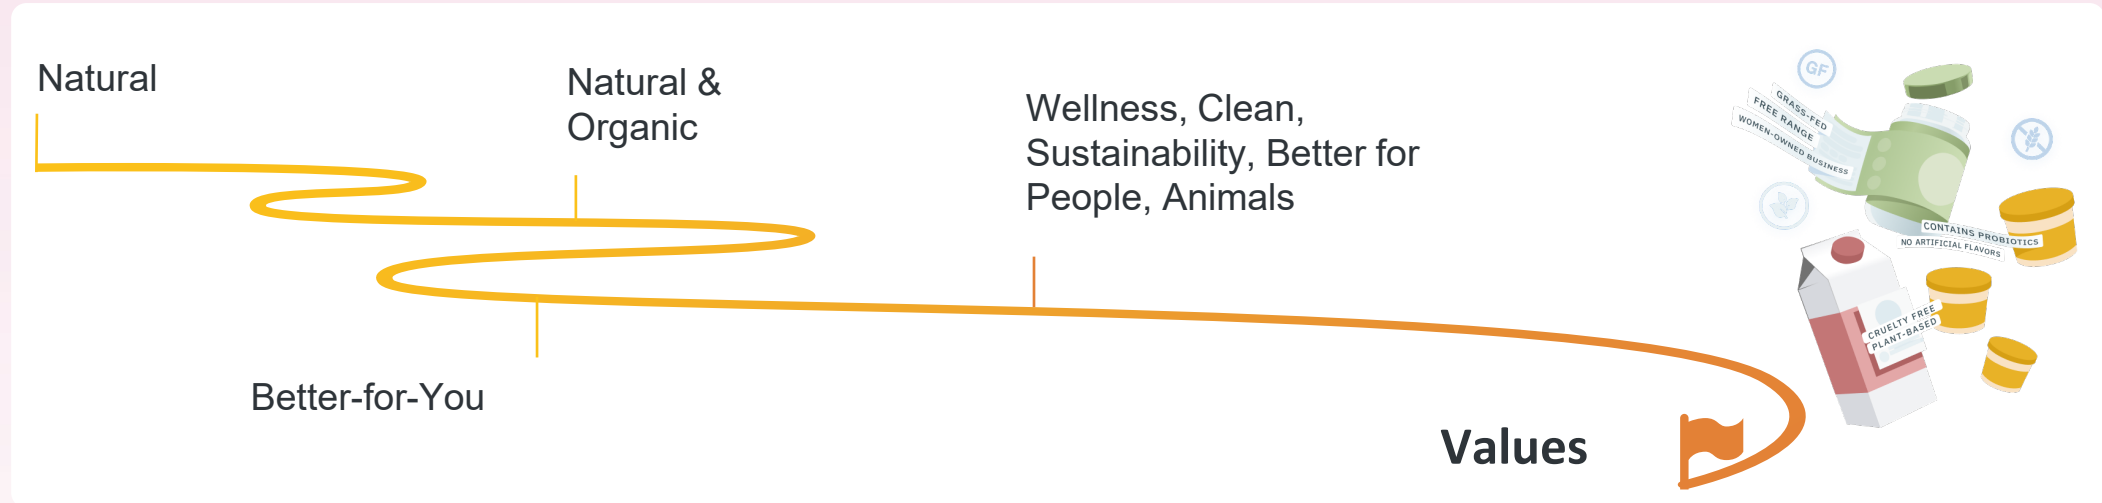 Natural
Natural &
Organic
Better-for-You
Wellness, Clean,
Sustainability, Better for
People, Animals
Values
GF
GRASS-FED
FREE RANGE
WOMEN-OWNED BUSINESS
CONTAINS PROBIOTICS
NO ARTIFICIAL FLAVORS
CRUELTY FREE
PLANT-BASED